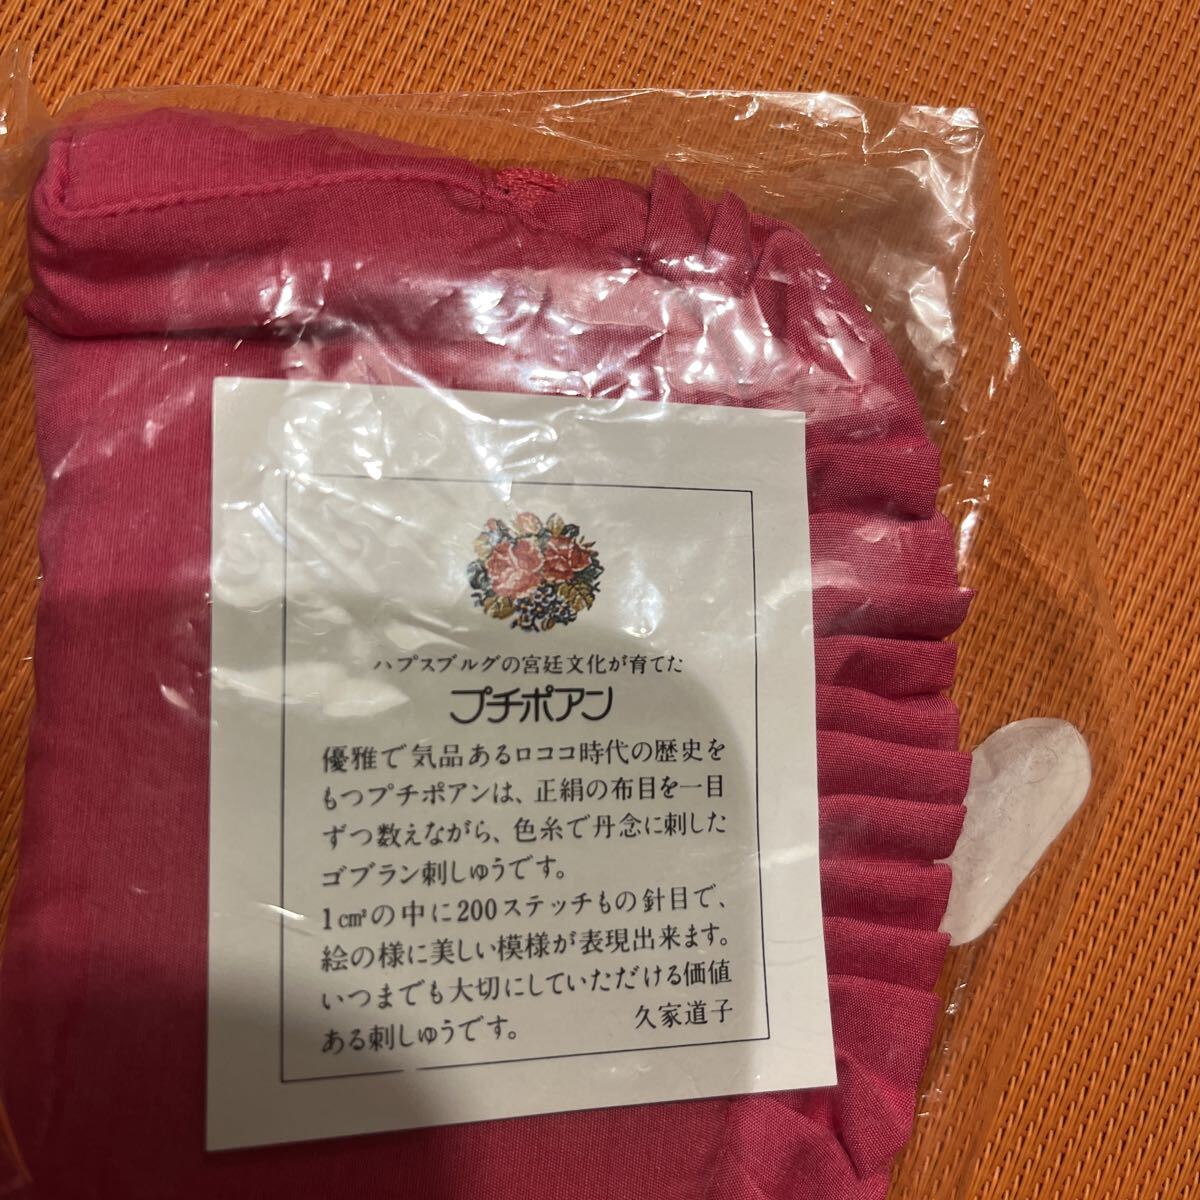 ハプスブルグの宮廷文化が育てた
プチポアン
優雅で気品あるロココ時代の歴史を
もつプチポアンは、正絹の布目を一目
ずつ数えながら、色糸で丹念に刺した
ゴブラン刺しゅうです。
1㎠の中に200ステッチもの針目で、
絵の様に美しい模様が表現出来ます。
いつまでも大切にしていただける価値
ある刺しゅうです。 久家道子